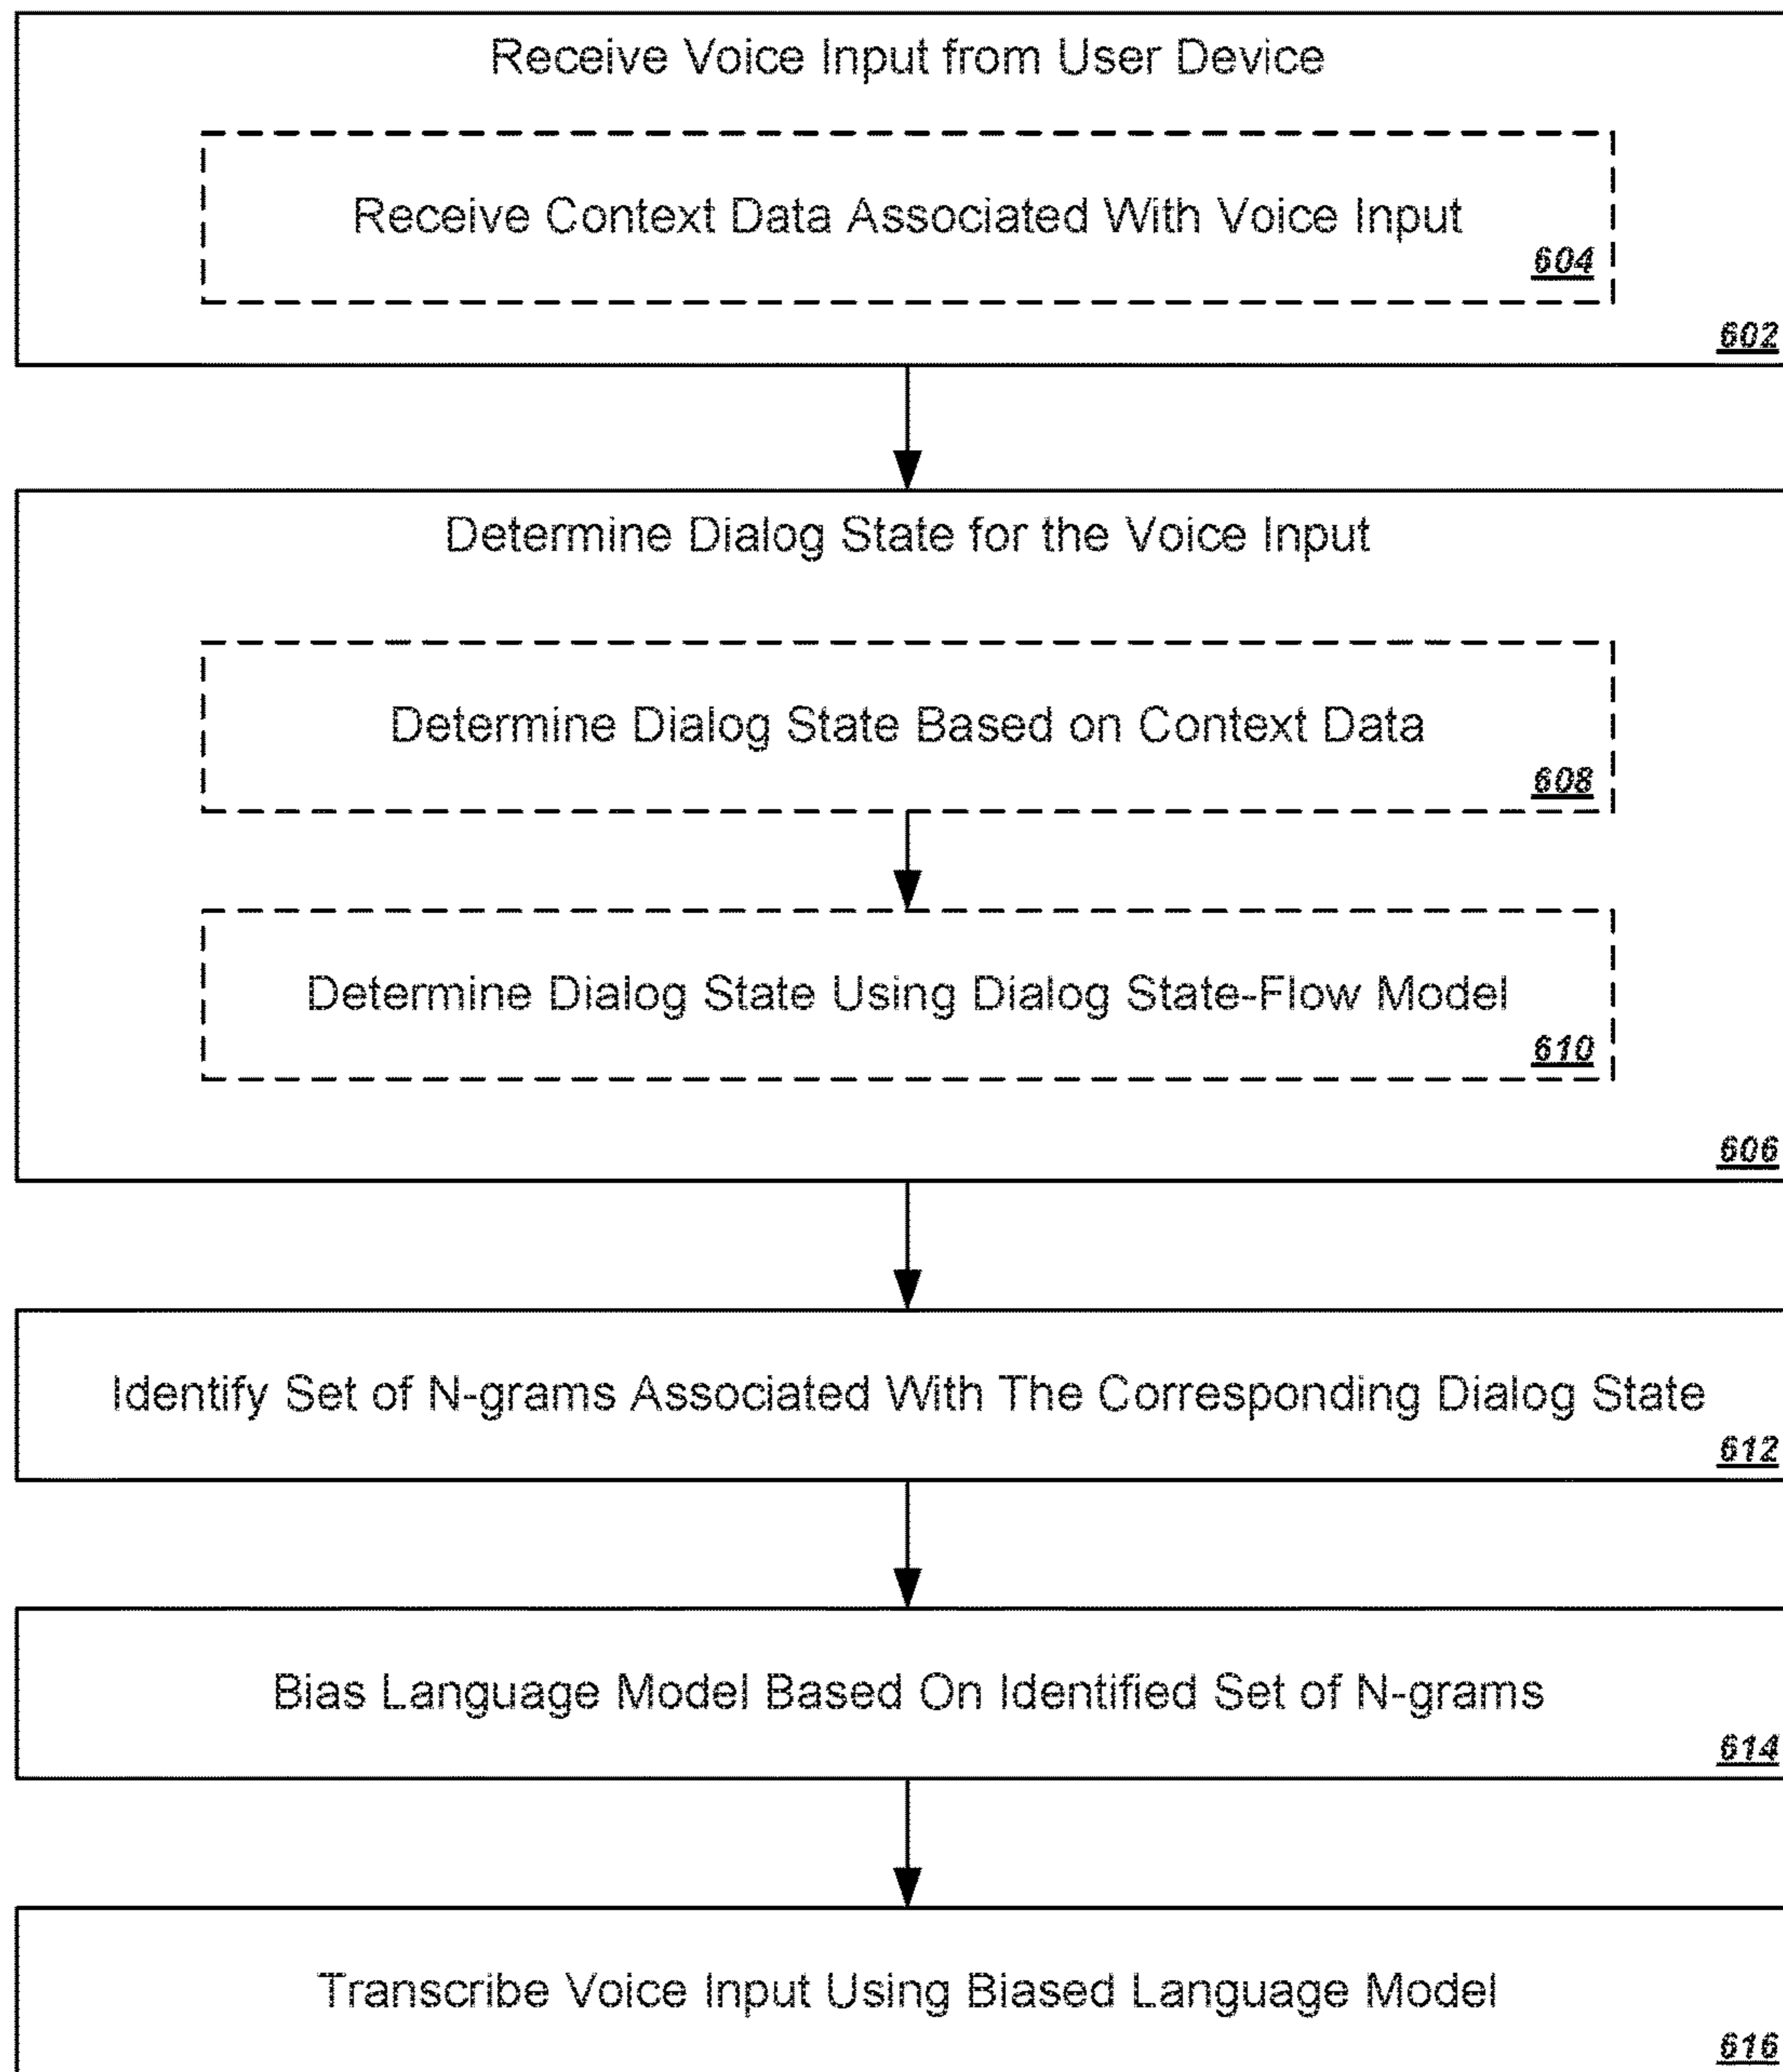 Receive Voice Input from User Device
Receive Context Data Associated With Voice Input
604
602
Determine Dialog State for the Voice Input
Determine Dialog State Based on Context Data
608
Determine Dialog State Using Dialog State-Flow Model
610
606
Identify Set of N-grams Associated With The Corresponding Dialog State
612
Bias Language Model Based On Identified Set of N-grams
614
Transcribe Voice Input Using Biased Language Model
616